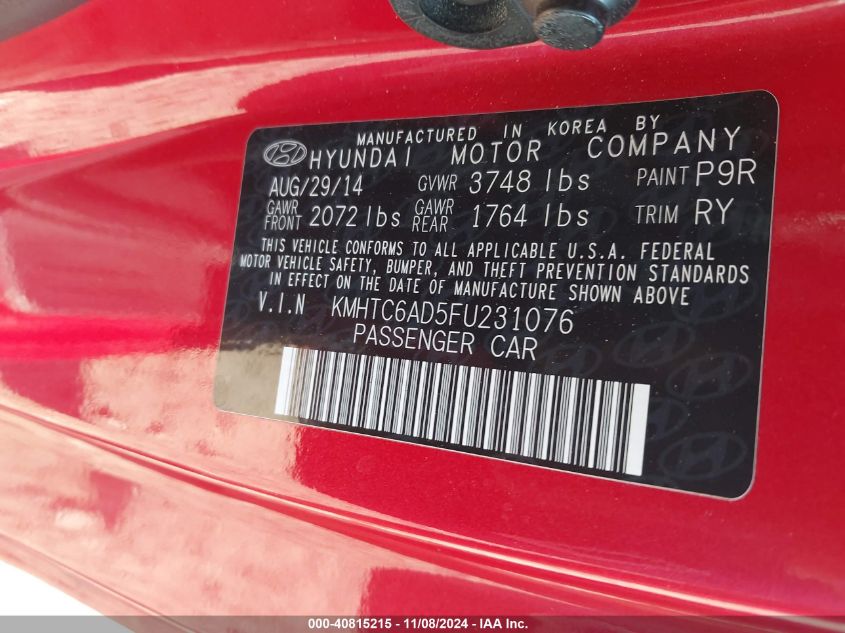 MANUFACTURED IN KOREA BY
HYUNDAI MOTOR COMPANY
AUG/29/14 GVWR 3748 lbs PAINT P9R
GAWR FRONT 2072 lbs GAWR REAR 1764 lbs TRIM RY
THIS VEHICLE CONFORMS TO ALL APPLICABLE U.S.A. FEDERAL
MOTOR VEHICLE SAFETY, BUMPER, AND THEFT PREVENTION STANDARDS
IN EFFECT ON THE DATE OF MANUFACTURE SHOWN ABOVE
V.I.N KMHTC6AD5FU231076
PASSENGER CAR
000-40815215 - 11/08/2024 - IAA Inc.